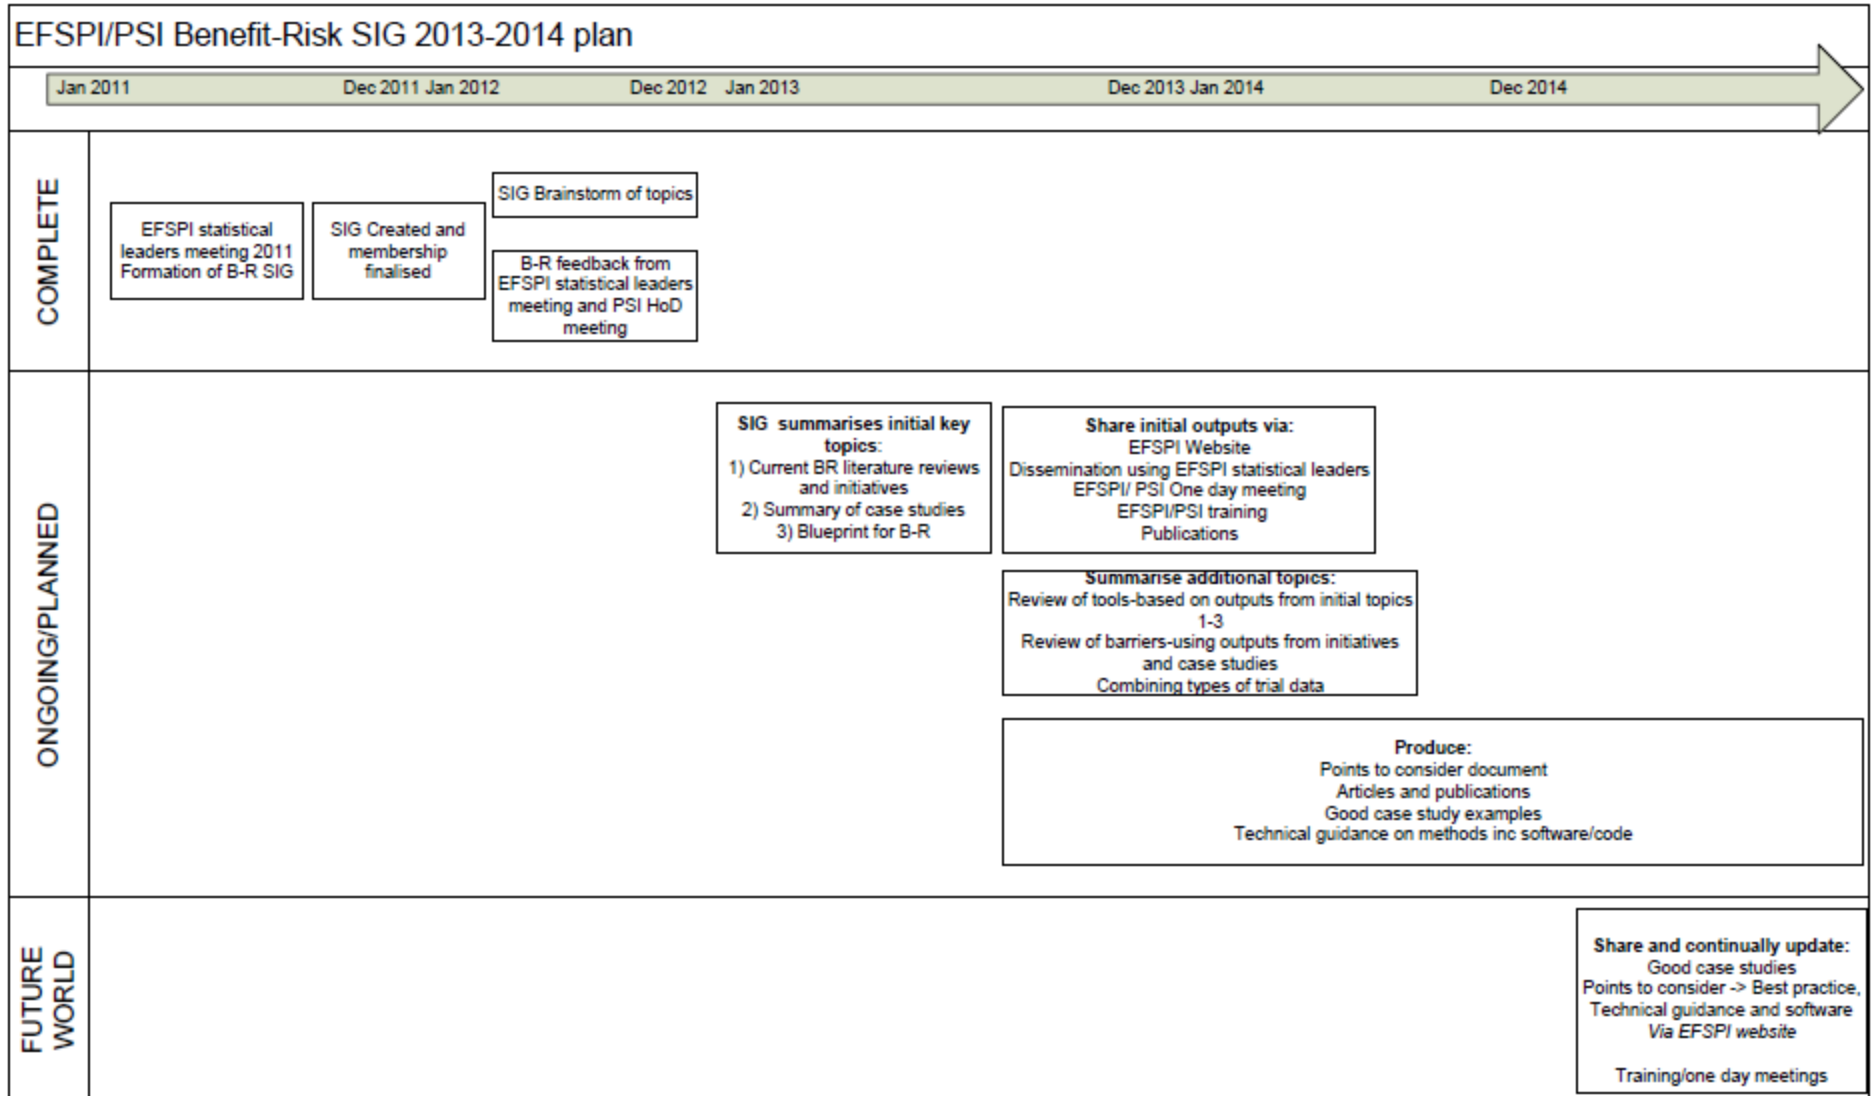 EFSPI/PSI Benefit-Risk SIG 2013-2014 plan
Jan 2011 Dec 2011 Jan 2012 Dec 2012 Jan 2013 Dec 2013 Jan 2014 Dec 2014
COMPLETE
EFSPI statistical
leaders meeting 2011
Formation of B-R SIG
SIG Created and
membership
finalised
SIG Brainstorm of topics
B-R feedback from
EFSPI statistical leaders
meeting and PSI HoD
meeting
ONGOING/PLANNED
SIG summarises initial key
topics:
1) Current BR literature reviews
and initiatives
2) Summary of case studies
3) Blueprint for B-R
Share initial outputs via:
EFSPI Website
Dissemination using EFSPI statistical leaders
EFSPI/ PSI One day meeting
EFSPI/PSI training
Publications
Summarise additional topics:
Review of tools-based on outputs from initial topics
1-3
Review of barriers-using outputs from initiatives
and case studies
Combining types of trial data
Produce:
Points to consider document
Articles and publications
Good case study examples
Technical guidance on methods inc software/code
FUTURE
WORLD
Share and continually update:
Good case studies
Points to consider -> Best practice,
Technical guidance and software
Via EFSPI website
Training/one day meetings